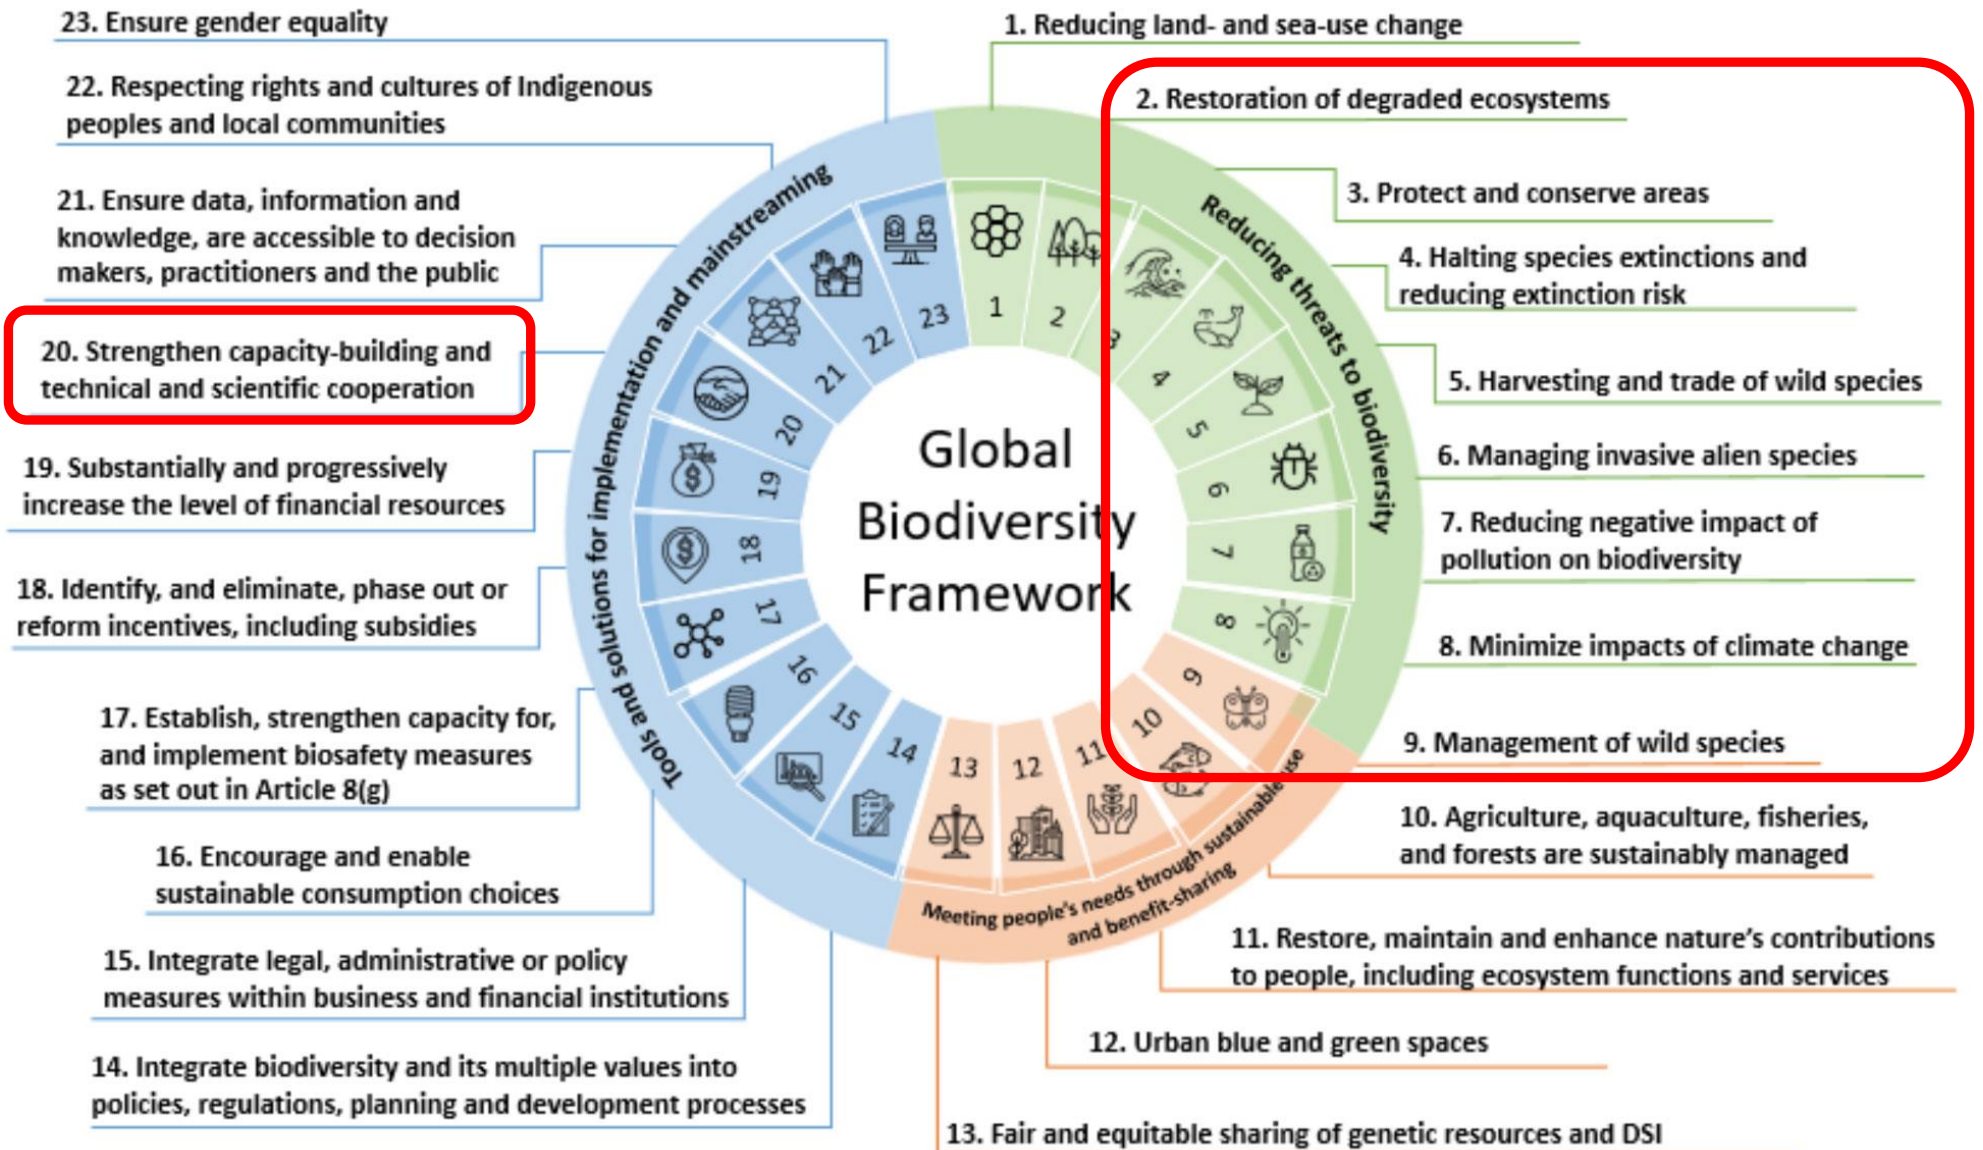 23. Ensure gender equality
22. Respecting rights and cultures of Indigenous
peoples and local communities
21. Ensure data, information and
knowledge, are accessible to decision
makers, practitioners and the public
20. Strengthen capacity-building and
technical and scientific cooperation
19. Substantially and progressively
increase the level of financial resources
18. Identify, and eliminate, phase out or
reform incentives, including subsidies
17. Establish, strengthen capacity for,
and implement biosafety measures
as set out in Article 8(g)
16. Encourage and enable
sustainable consumption choices
15. Integrate legal, administrative or policy
measures within business and financial institutions
14. Integrate biodiversity and its multiple values into
policies, regulations, planning and development processes
1. Reducing land- and sea-use change
2. Restoration of degraded ecosystems
3. Protect and conserve areas
4. Halting species extinctions and
reducing extinction risk
5. Harvesting and trade of wild species
6. Managing invasive alien species
7. Reducing negative impact of
pollution on biodiversity
8. Minimize impacts of climate change
9. Management of wild species
10. Agriculture, aquaculture, fisheries,
and forests are sustainably managed
11. Restore, maintain and enhance nature's contributions
to people, including ecosystem functions and services
12. Urban blue and green spaces
13. Fair and equitable sharing of genetic resources and DSI
Tools and solutions for implementation and mainstreaming
Reducing threats to biodiversity
Meeting people's needs through sustainable use
and benefit-sharing
1
2
3
4
5
6
7
8
9
10
11
12
13
14
15
16
17
18
19
20
21
22
23
$
$
Global
Biodiversity
Framework